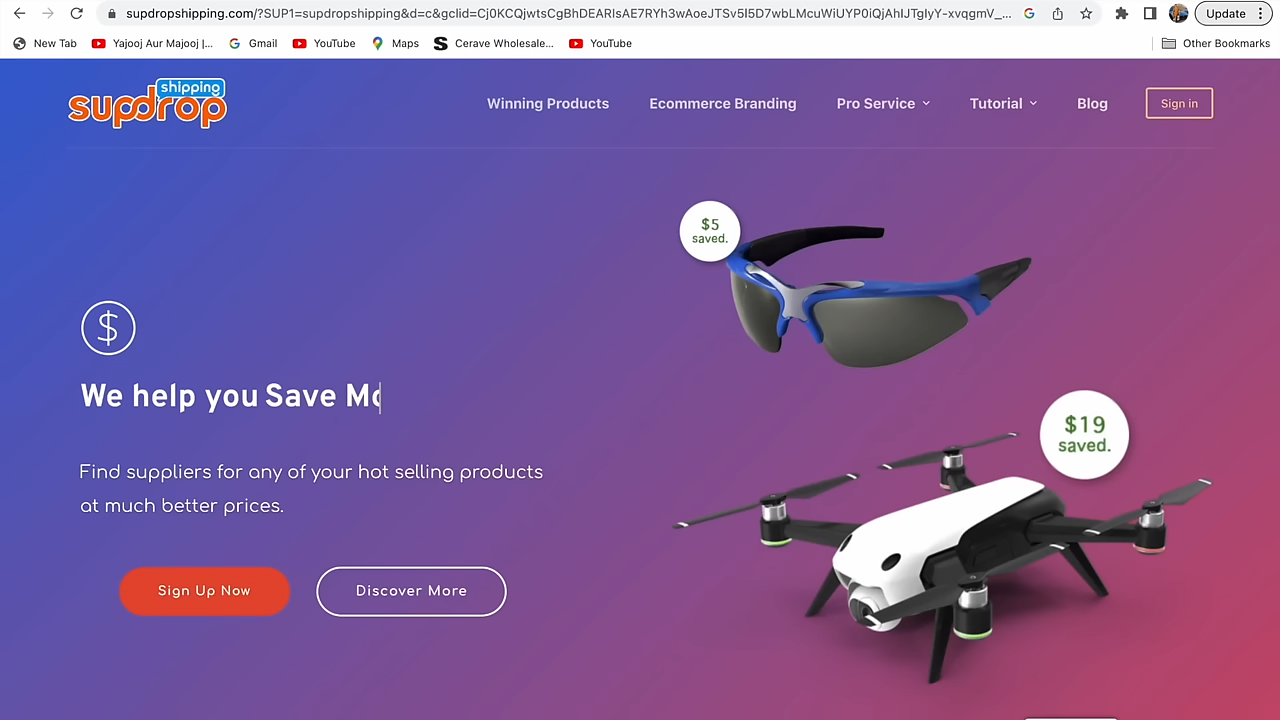 supdropshipping.com/?SUP1=supdropshipping&d=c&gclid=Cj0KCQjwtsCgBhDEARIsAE7RYh3wAoeJTSv5I5D7wbLMcuWiUYP0iQjAhIJTgIyY-xvqgmV_...
Update
New Tab
Yajooj Aur Majooj |...
Gmail
YouTube
Maps
Cerave Wholesale...
YouTube
Other Bookmarks
shipping
supdrop
Winning Products
Ecommerce Branding
Pro Service
Tutorial
Blog
Sign in
$5
saved.
$
We help you Save Mo
$19
saved.
Find suppliers for any of your hot selling products
at much better prices.
Sign Up Now
Discover More